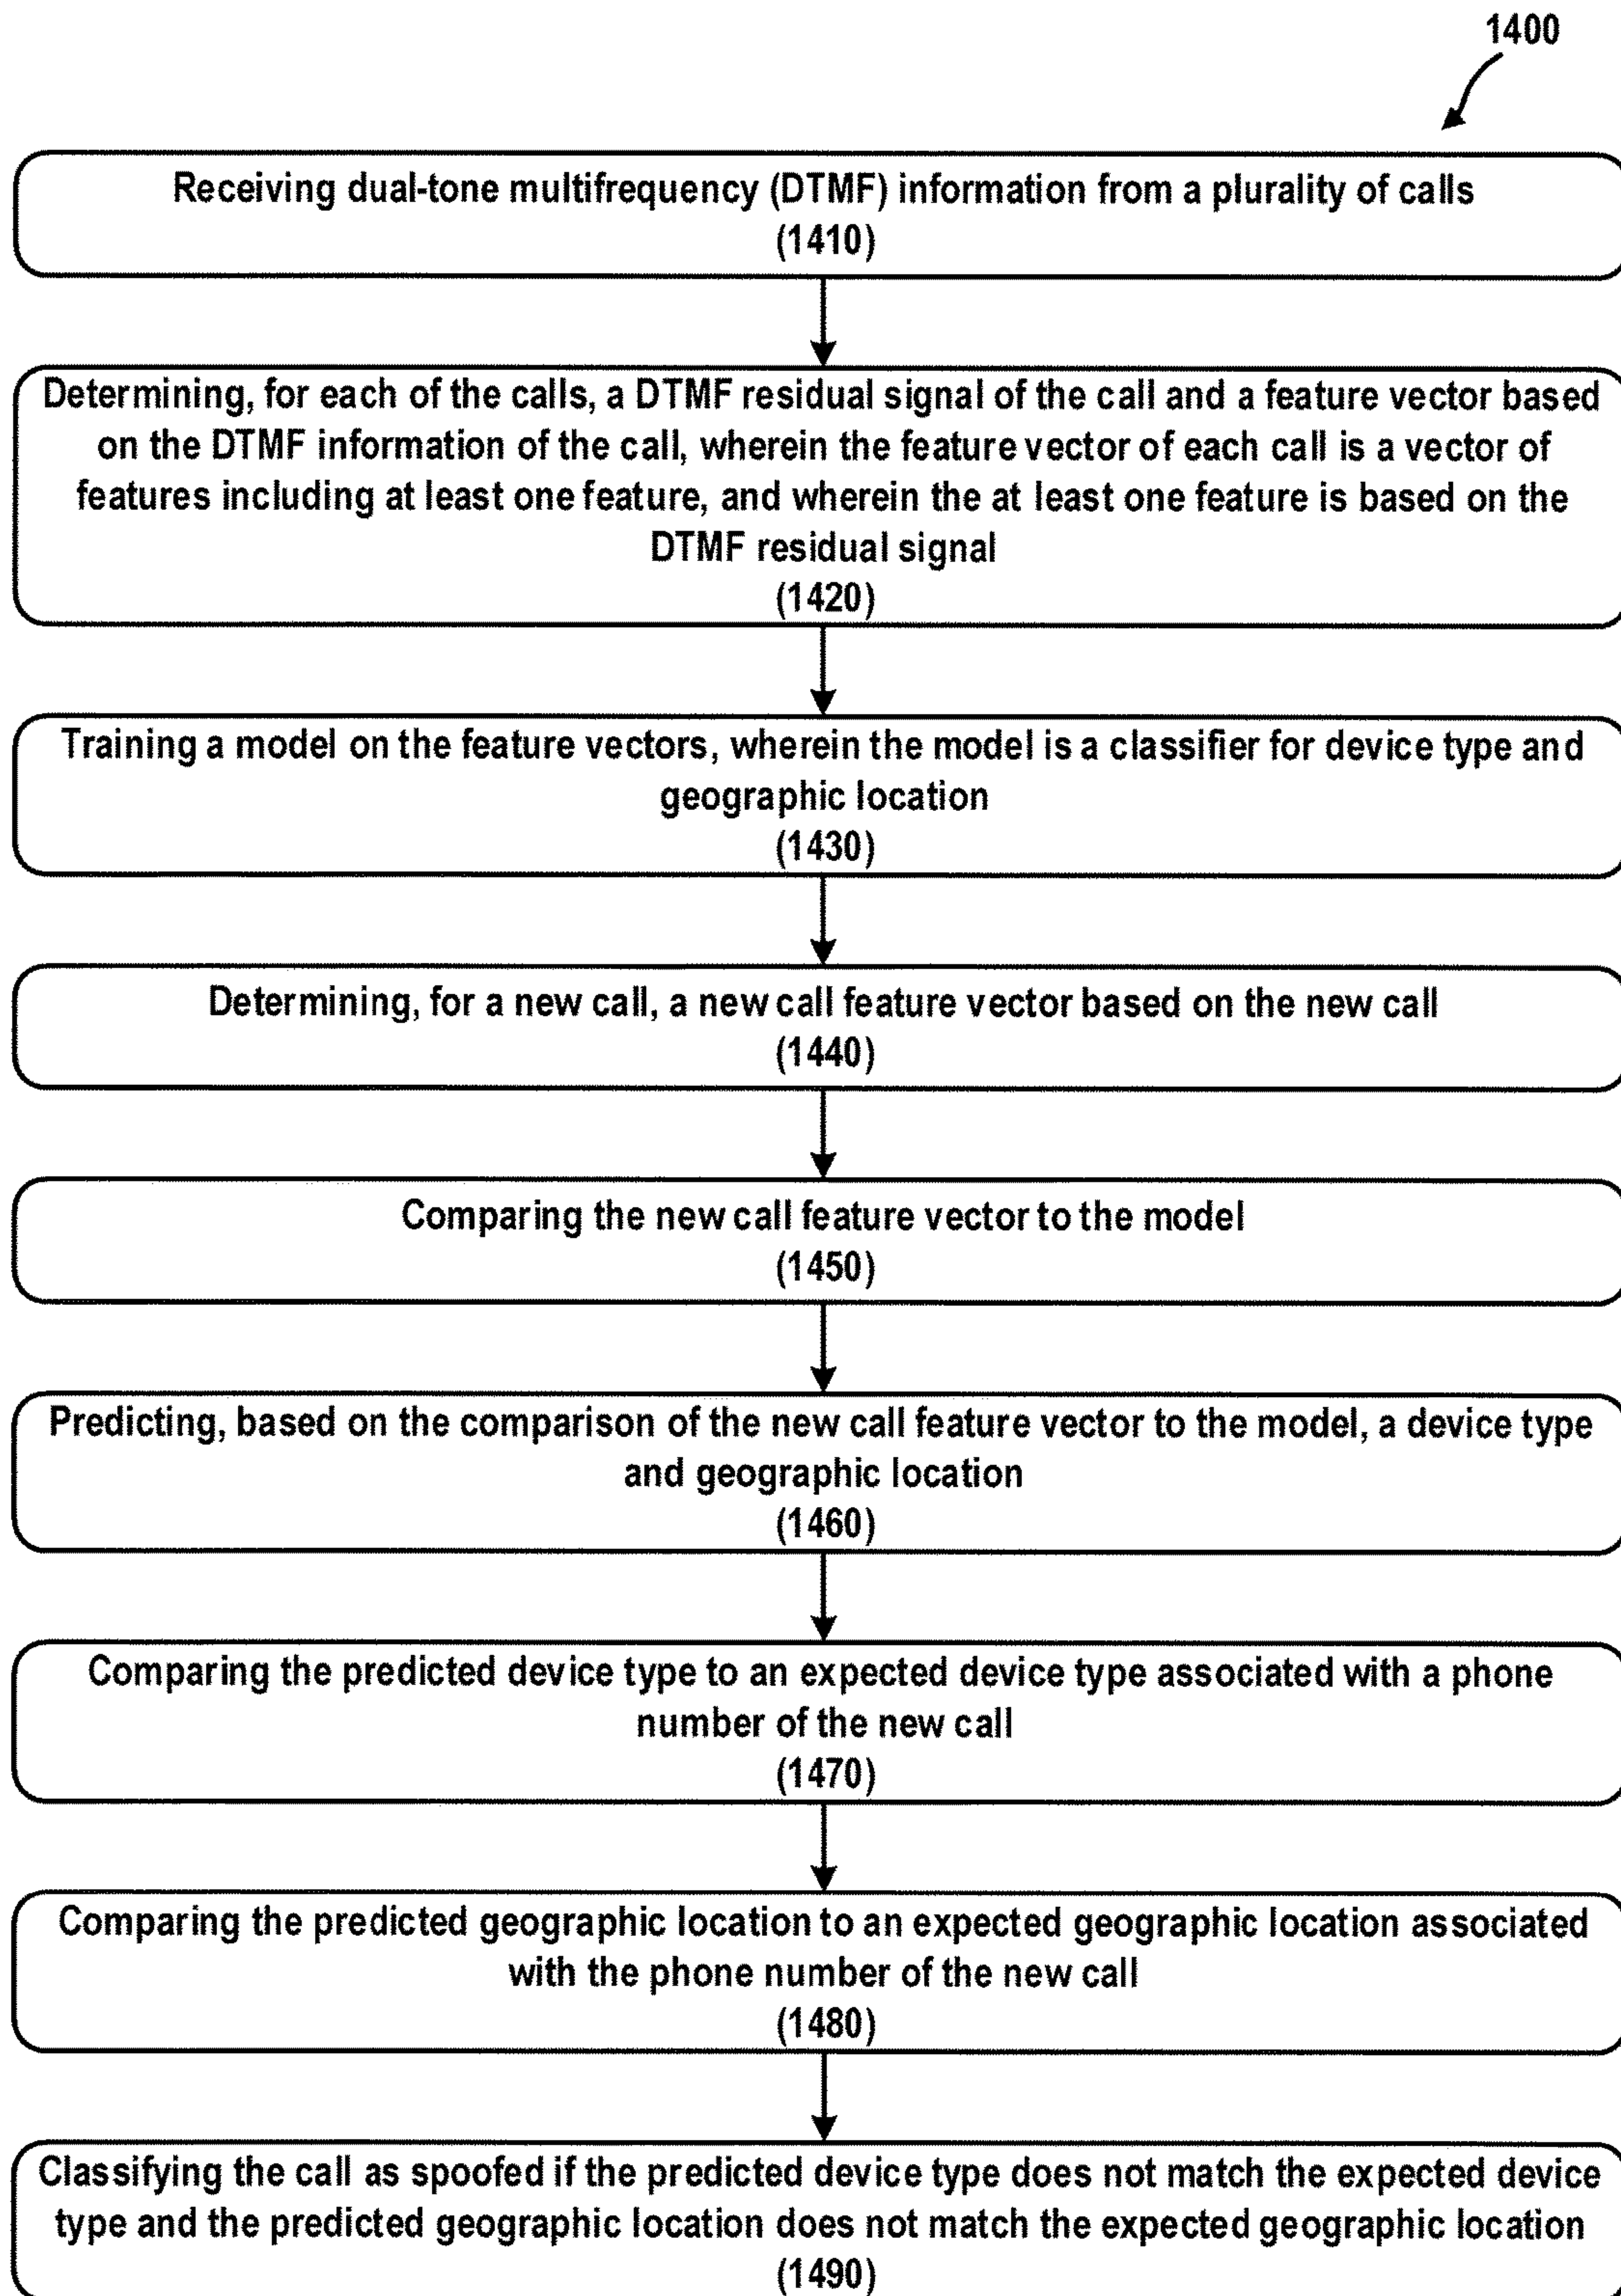 1400
Receiving dual-tone multifrequency (DTMF) information from a plurality of calls
(1410)
Determining, for each of the calls, a DTMF residual signal of the call and a feature vector based
on the DTMF information of the call, wherein the feature vector of each call is a vector of
features including at least one feature, and wherein the at least one feature is based on the
DTMF residual signal
(1420)
Training a model on the feature vectors, wherein the model is a classifier for device type and
geographic location
(1430)
Determining, for a new call, a new call feature vector based on the new call
(1440)
Comparing the new call feature vector to the model
(1450)
Predicting, based on the comparison of the new call feature vector to the model, a device type
and geographic location
(1460)
Comparing the predicted device type to an expected device type associated with a phone
number of the new call
(1470)
Comparing the predicted geographic location to an expected geographic location associated
with the phone number of the new call
(1480)
Classifying the call as spoofed if the predicted device type does not match the expected device
type and the predicted geographic location does not match the expected geographic location
(1490)